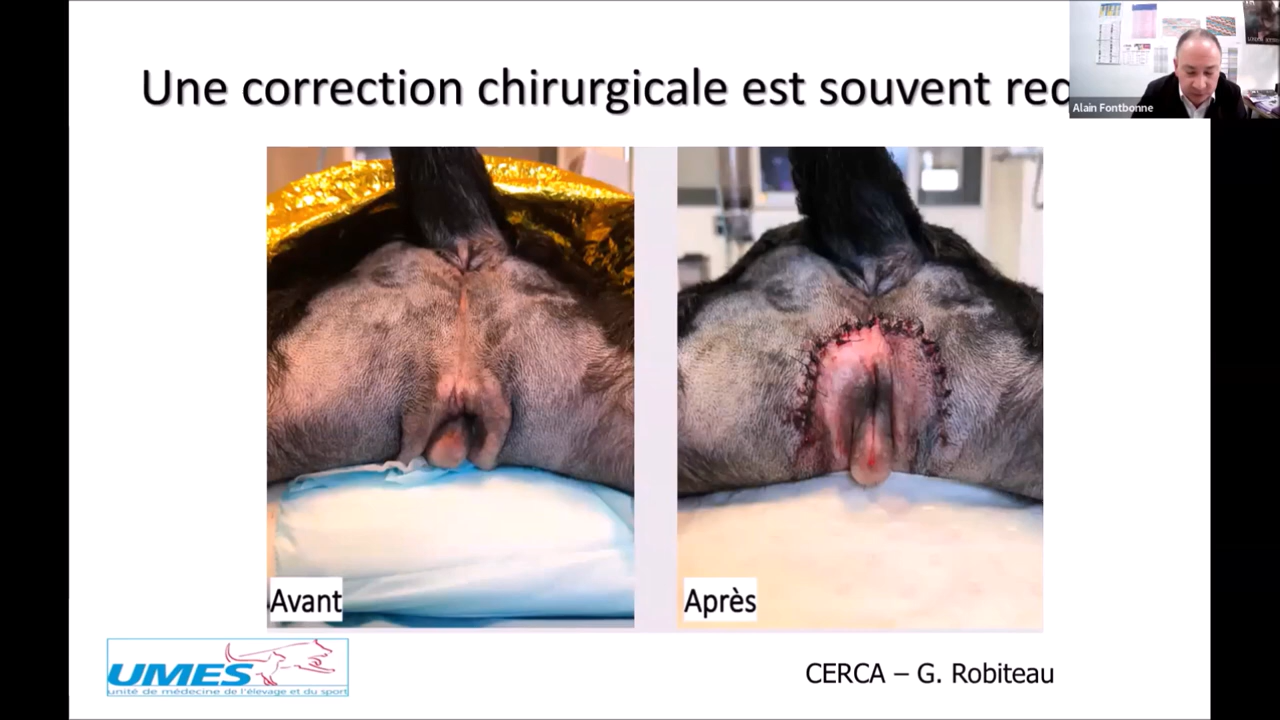 Une correction chirurgicale est souvent
Alain Fontbonne
Avant
Après
UMES
unité de médecine de l'élevage et du sport
CERCA – G. Robiteau